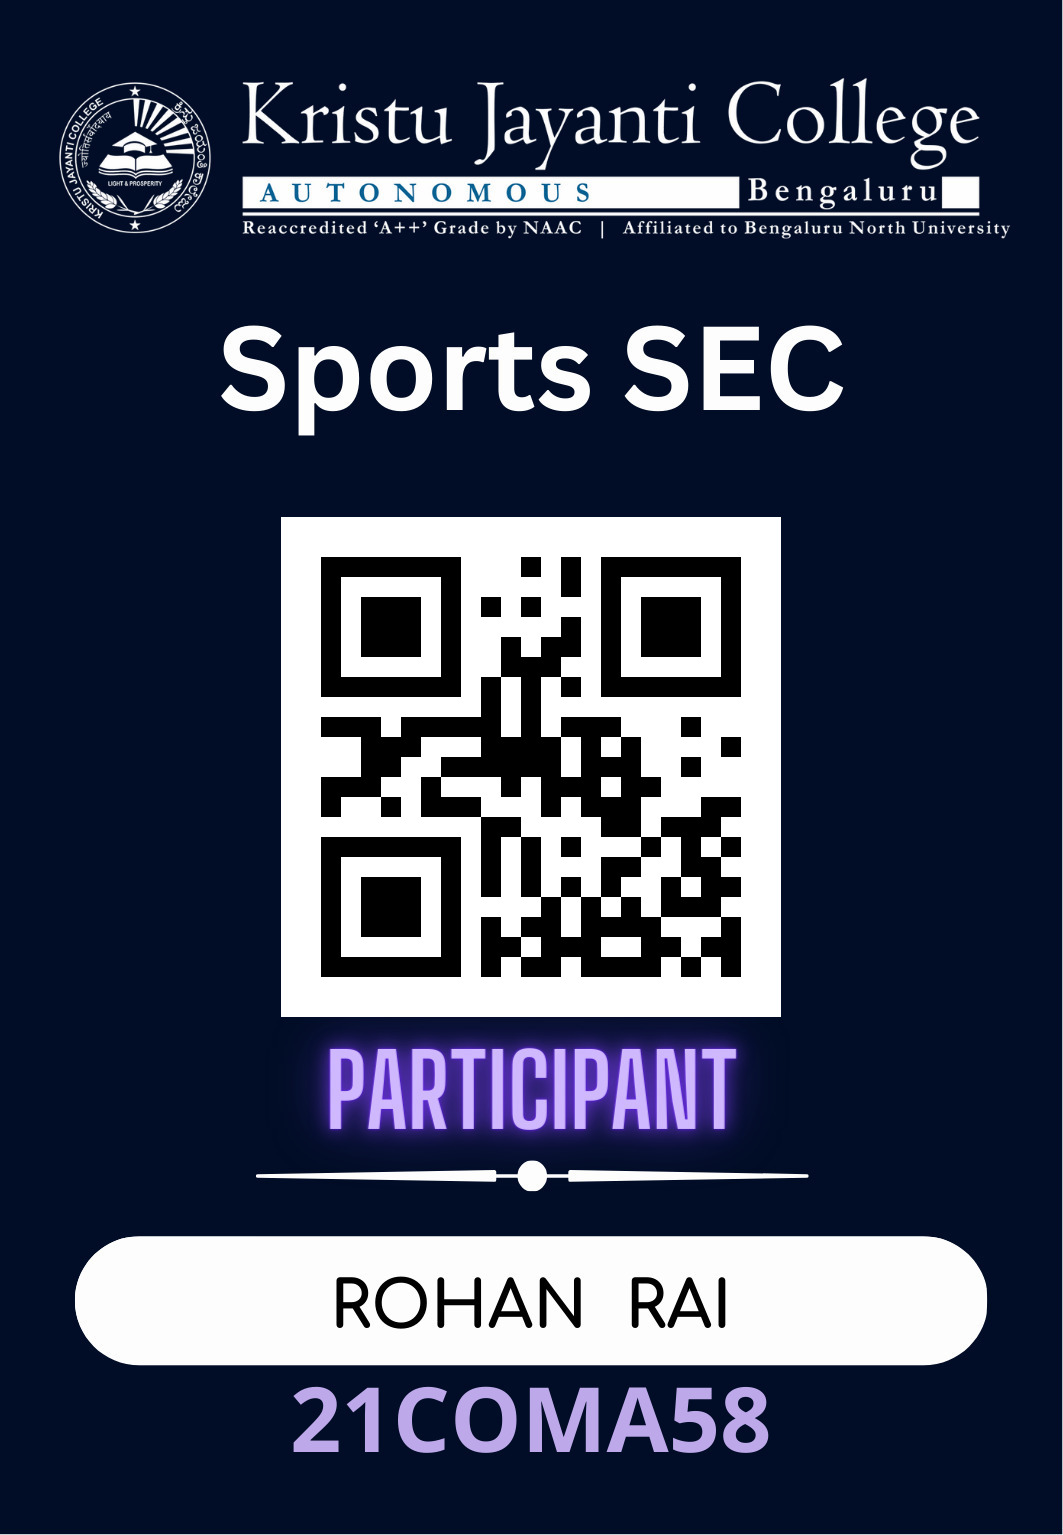 KRISTU JAYANTI COLLEGE
ज्योतिसंवादयाय
LIGHT & PROSPERITY
Kristu Jayanti College
AUTONOMOUS Bengaluru
Reaccredited ‘A++’ Grade by NAAC | Affiliated to Bengaluru North University
Sports SEC
PARTICIPANT
ROHAN RAI
21COMA58